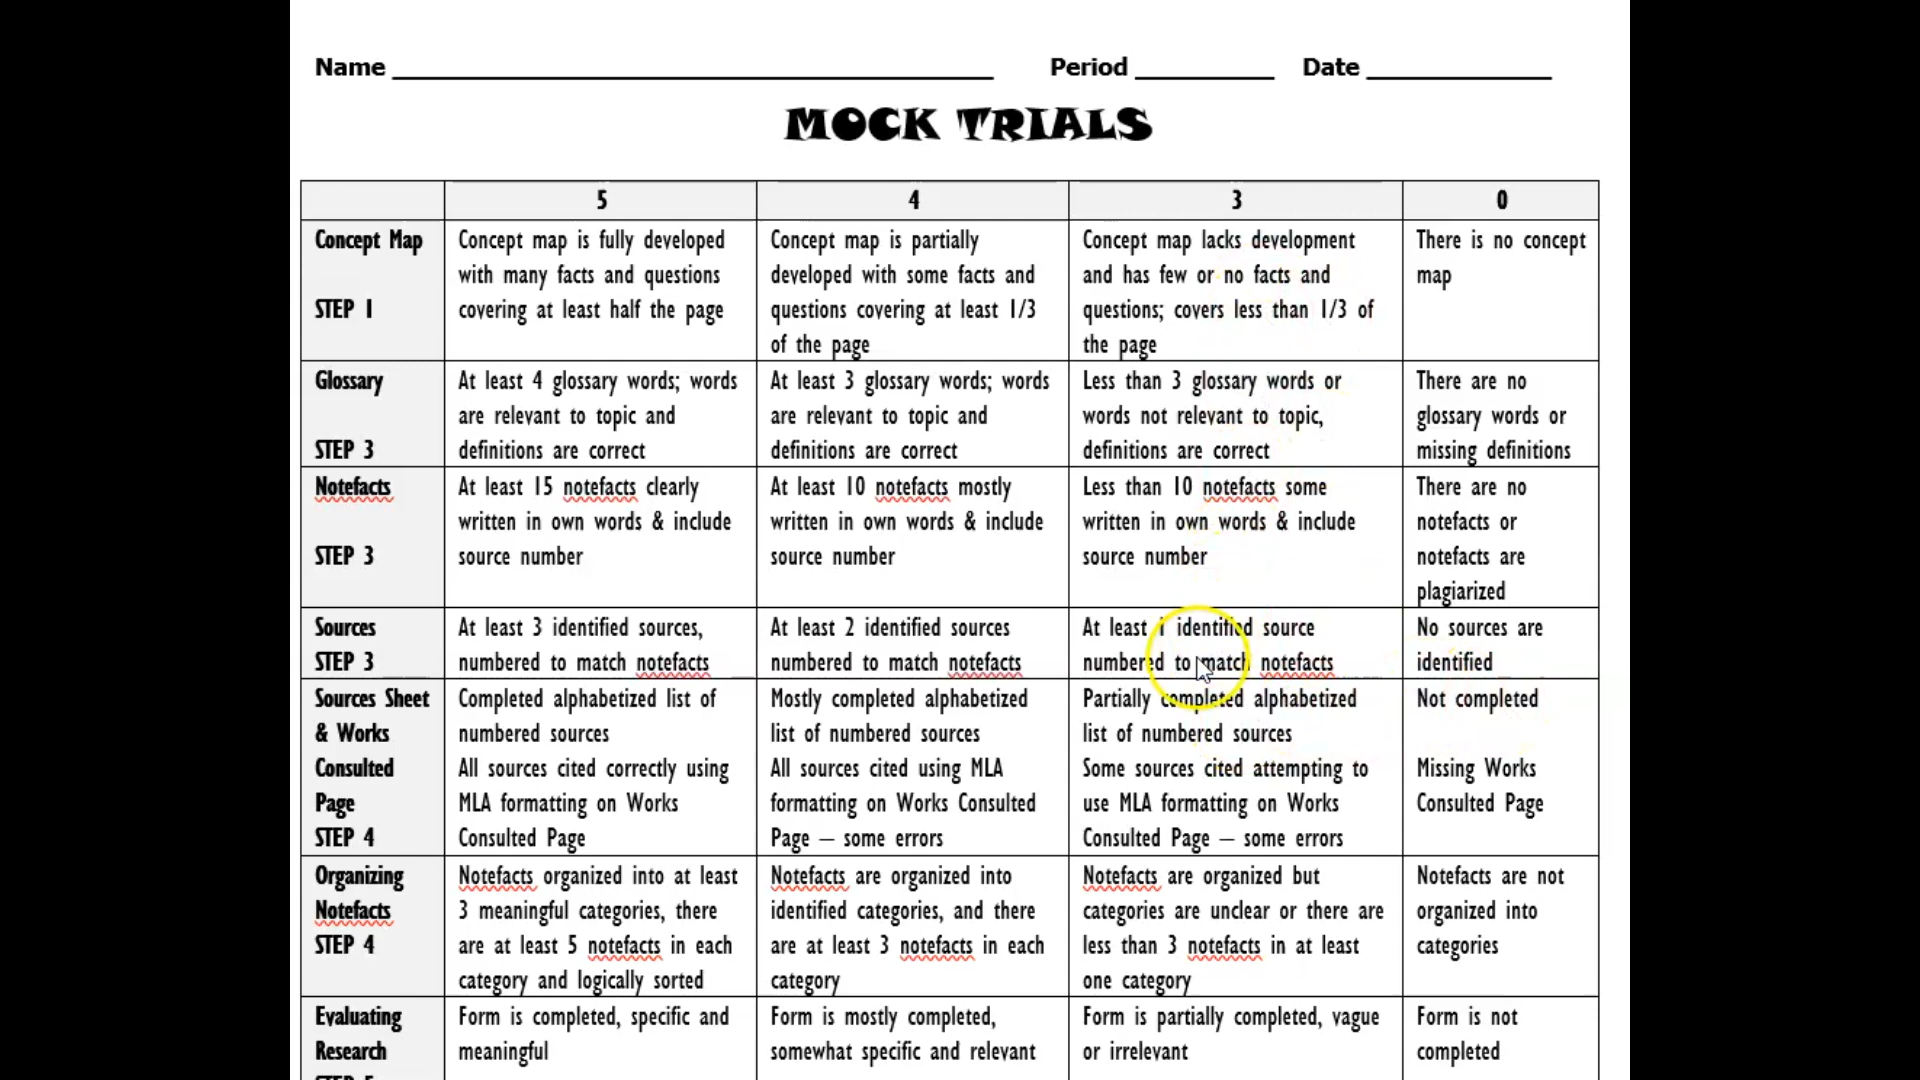 Name ____ Period ____ Date ____
MOCK TRIALS
5 4 3 0
Concept Map
STEP 1
Concept map is fully developed
with many facts and questions
covering at least half the page
Concept map is partially
developed with some facts and
questions covering at least 1/3
of the page
Concept map lacks development
and has few or no facts and
questions; covers less than 1/3 of
the page
There is no concept
map
Glossary
STEP 3
At least 4 glossary words; words
are relevant to topic and
definitions are correct
At least 3 glossary words; words
are relevant to topic and
definitions are correct
Less than 3 glossary words or
words not relevant to topic,
definitions are correct
There are no
glossary words or
missing definitions
Notefacts
STEP 3
At least 15 notefacts clearly
written in own words & include
source number
At least 10 notefacts mostly
written in own words & include
source number
Less than 10 notefacts some
written in own words & include
source number
There are no
notefacts or
notefacts are
plagiarized
Sources
STEP 3
At least 3 identified sources,
numbered to match notefacts
At least 2 identified sources
numbered to match notefacts
At least 1 identified source
numbered to match notefacts
No sources are
identified
Sources Sheet
& Works
Consulted
Page
STEP 4
Completed alphabetized list of
numbered sources
All sources cited correctly using
MLA formatting on Works
Consulted Page
Mostly completed alphabetized
list of numbered sources
All sources cited using MLA
formatting on Works Consulted
Page – some errors
Partially completed alphabetized
list of numbered sources
Some sources cited attempting to
use MLA formatting on Works
Consulted Page – some errors
Not completed
Missing Works
Consulted Page
Organizing
Notefacts
STEP 4
Notefacts organized into at least
3 meaningful categories, there
are at least 5 notefacts in each
category and logically sorted
Notefacts are organized into
identified categories, and there
are at least 3 notefacts in each
category
Notefacts are organized but
categories are unclear or there are
less than 3 notefacts in at least
one category
Notefacts are not
organized into
categories
Evaluating
Research
Form is completed, specific and
meaningful
Form is mostly completed,
somewhat specific and relevant
Form is partially completed, vague
or irrelevant
Form is not
completed